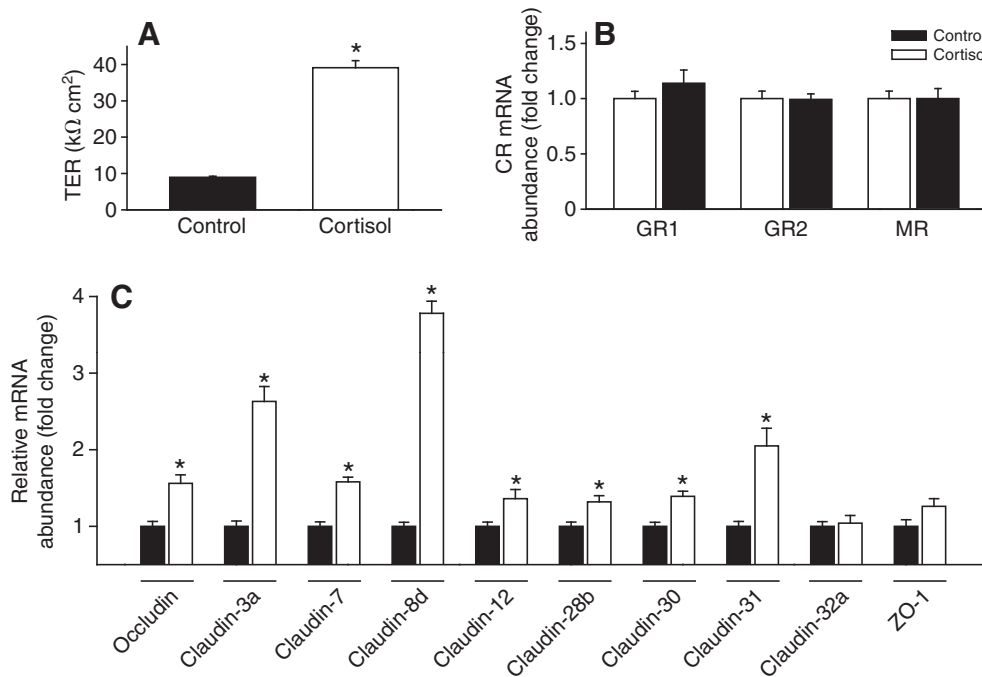 A
TER (kΩ cm²)
40
30
20
10
0
*
Control
Cortisol
B
CR mRNA
abundance (fold change)
1.5
1.0
0.5
0
Contro
Cortiso
GR1
GR2
MR
C
Relative mRNA
abundance (fold change)
4
3
2
1
*
*
*
*
*
*
*
*
Occludin
Claudin-3a
Claudin-7
Claudin-8d
Claudin-12
Claudin-28b
Claudin-30
Claudin-31
Claudin-32a
ZO-1